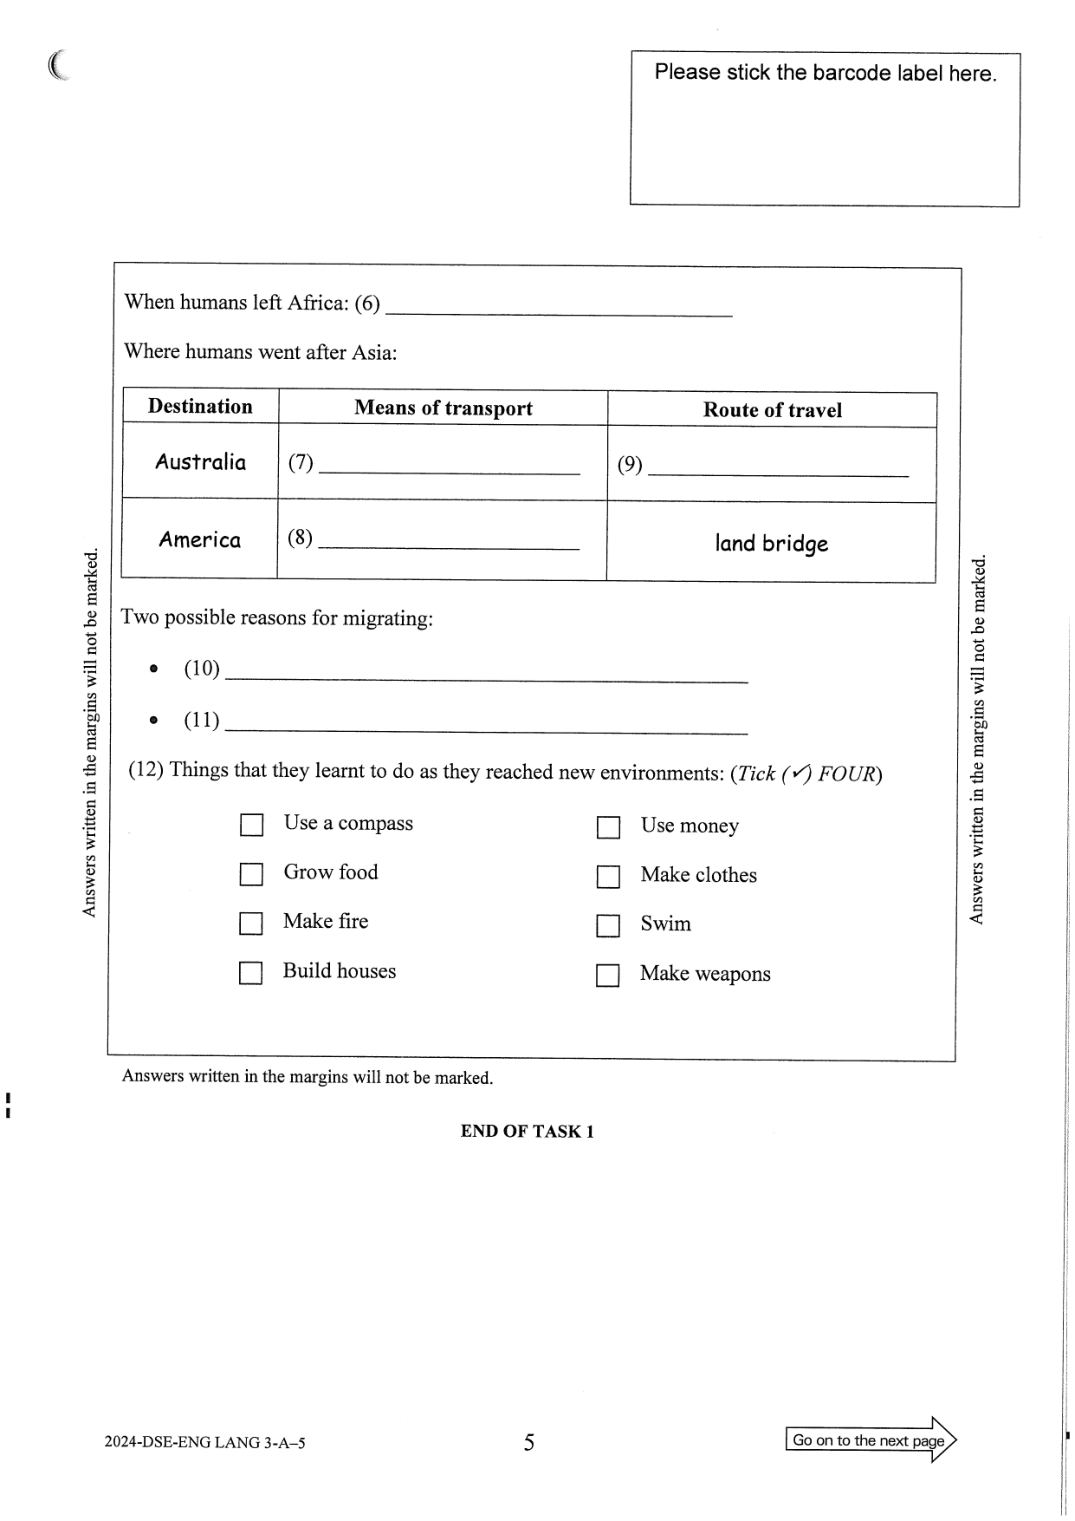 Please stick the barcode label here.
When humans left Africa: (6)
Where humans went after Asia:
Destination Means of transport Route of travel
Australia (7) (9)
America (8) land bridge
Two possible reasons for migrating:
• (10)
• (11)
(12) Things that they learnt to do as they reached new environments: (Tick (✓) FOUR)
Use a compass Use money
Grow food Make clothes
Make fire Swim
Build houses Make weapons
Answers written in the margins will not be marked.
Answers written in the margins will not be marked.
Answers written in the margins will not be marked.
END OF TASK 1
2024-DSE-ENG LANG 3-A–5 5 Go on to the next page